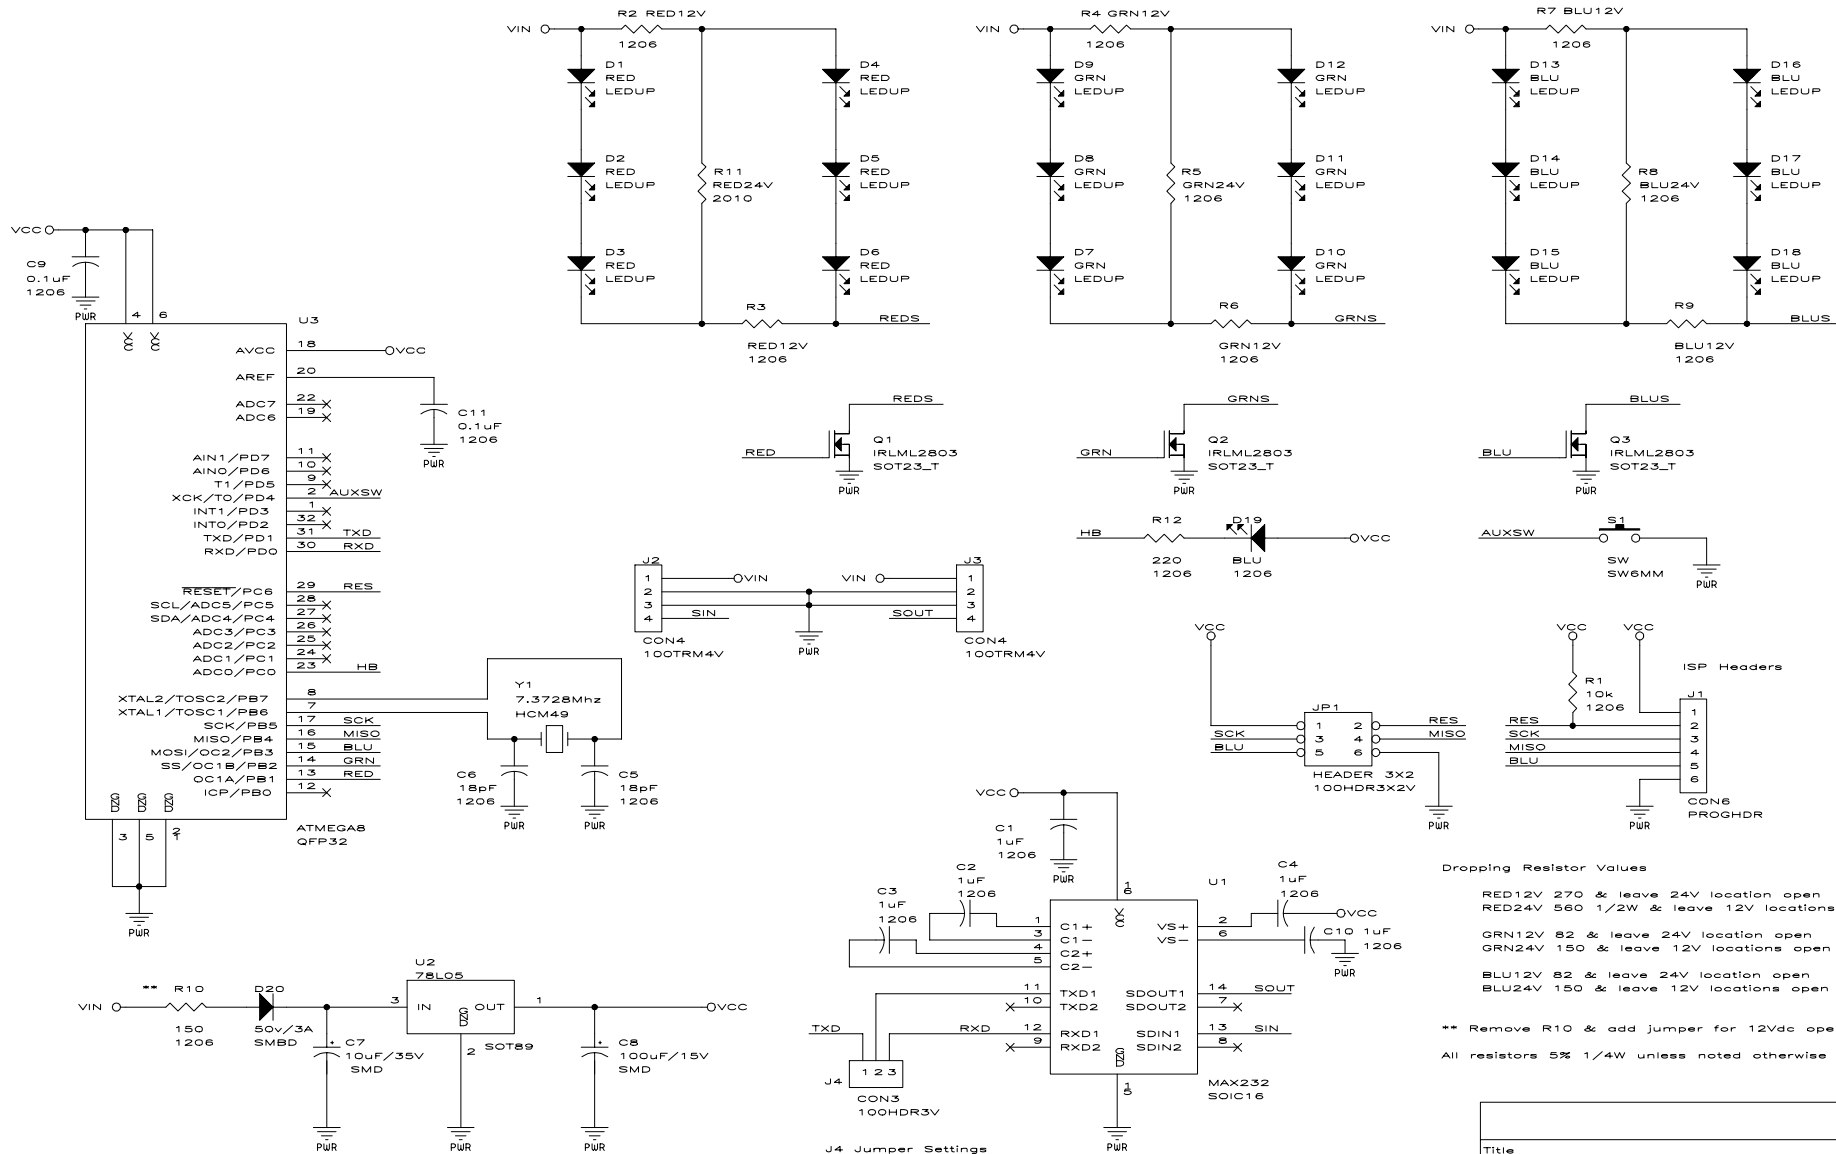 R2 RED12V
1206
VIN
D1
RED
LEDUP
D2
RED
LEDUP
D3
RED
LEDUP
R11
RED24V
2010
D4
RED
LEDUP
D5
RED
LEDUP
D6
RED
LEDUP
R3
RED12V
1206
REDS
R4 GRN12V
1206
VIN
D9
GRN
LEDUP
D8
GRN
LEDUP
D7
GRN
LEDUP
R5
GRN24V
1206
D12
GRN
LEDUP
D11
GRN
LEDUP
D10
GRN
LEDUP
R6
GRN12V
1206
GRNS
R7 BLU12V
1206
VIN
D13
BLU
LEDUP
D14
BLU
LEDUP
D15
BLU
LEDUP
R8
BLU24V
1206
D16
BLU
LEDUP
D17
BLU
LEDUP
D18
BLU
LEDUP
R9
BLU12V
1206
BLUS
VCC
C9
0.1uF
1206
PWR
4 6
VCC VCC
U3
AVCC 18 VCC
AREF 20
ADC7 22
ADC6 19
AIN1/PD7 11
AIN0/PD6 10
T1/PD5 9
XCK/T0/PD4 2 AUXSW
INT1/PD3 1
INT0/PD2 32
TXD/PD1 31 TXD
RXD/PD0 30 RXD
RESET/PC6 29 RES
SCL/ADC5/PC5 28
SDA/ADC4/PC4 27
ADC3/PC3 26
ADC2/PC2 25
ADC1/PC1 24
ADC0/PC0 23 HB
XTAL2/TOSC2/PB7 8
XTAL1/TOSC1/PB6 7
SCK/PB5 17 SCK
MISO/PB4 16 MISO
MOSI/OC2/PB3 15 BLU
SS/OC1B/PB2 14 GRN
OC1A/PB1 13 RED
ICP/PB0 12
GND GND GND
3 5 21
ATMEGA8
QFP32
PWR
C11
0.1uF
1206
PWR
Y1
7.3728Mhz
HCM49
C6
18pF
1206
PWR
C5
18pF
1206
PWR
REDS
RED
Q1
IRLML2803
SOT23_T
PWR
GRNS
GRN
Q2
IRLML2803
SOT23_T
PWR
BLUS
BLU
Q3
IRLML2803
SOT23_T
PWR
HB
R12
220
1206
D19
BLU
1206
VCC
AUXSW
S1
SW
SW6MM
PWR
J2
1 VIN
2
3
4 SIN
CON4
100TRM4V
PWR
J3
VIN 1
2
3
SOUT 4
CON4
100TRM4V
VCC
JP1
1 2 RES
SCK 3 4 MISO
BLU 5 6
HEADER 3X2
100HDR3X2V
PWR
VCC VCC
ISP Headers
R1
10k
1206
J1
1
RES 2
SCK 3
MISO 4
BLU 5
6
CON6
PROGHDR
PWR
VCC
C1
1uF
1206
PWR
C2
1uF
1206
C3
1uF
1206
U1
C4
1uF
1206
VCC
C10 1uF
1206
PWR
16
VCC
1 C1+ VS+ 2
3 C1- VS- 6
4 C2+
5 C2-
11 TXD1 SDOUT1 14 SOUT
10 TXD2 SDOUT2 7
12 RXD1 SDIN1 13 SIN
9 RXD2 SDIN2 8
GND
15
MAX232
SOIC16
PWR
TXD RXD
J4
1 2 3
CON3
100HDR3V
J4 Jumper Settings
VIN
** R10
150
1206
D20
50v/3A
SMBD
C7
10uF/35V
SMD
PWR
U2
78L05
3 IN OUT 1
GND
2
SOT89
PWR
C8
100uF/15V
SMD
PWR
VCC
Dropping Resistor Values
RED12V 270 & leave 24V location open
RED24V 560 1/2W & leave 12V locations
GRN12V 82 & leave 24V location open
GRN24V 150 & leave 12V locations open
BLU12V 82 & leave 24V location open
BLU24V 150 & leave 12V locations open
** Remove R10 & add jumper for 12Vdc ope
All resistors 5% 1/4W unless noted otherwise
Title